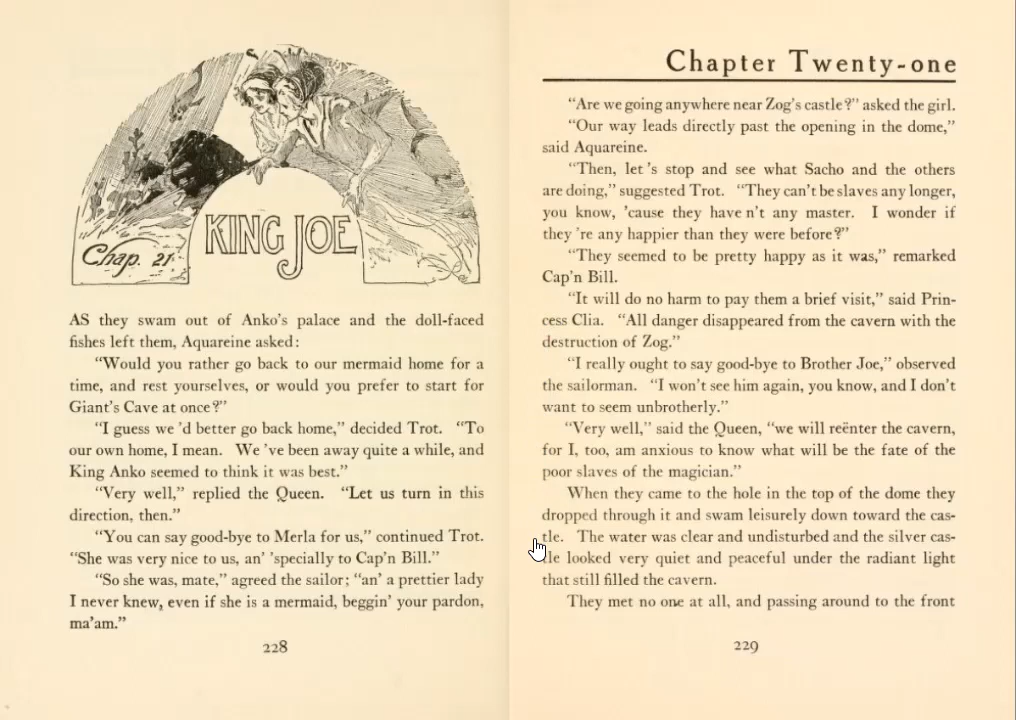 KING JOE
Chap. 21
AS they swam out of Anko's palace and the doll-faced
fishes left them, Aquareine asked:
"Would you rather go back to our mermaid home for a
time, and rest yourselves, or would you prefer to start for
Giant's Cave at once?"
"I guess we 'd better go back home," decided Trot. "To
our own home, I mean. We 've been away quite a while, and
King Anko seemed to think it was best."
"Very well," replied the Queen. "Let us turn in this
direction, then."
"You can say good-bye to Merla for us," continued Trot.
"She was very nice to us, an' 'specially to Cap'n Bill."
"So she was, mate," agreed the sailor; "an' a prettier lady
I never knew, even if she is a mermaid, beggin' your pardon,
ma'am."
228
Chapter Twenty-one
"Are we going anywhere near Zog's castle?" asked the girl.
"Our way leads directly past the opening in the dome,"
said Aquareine.
"Then, let 's stop and see what Sacho and the others
are doing," suggested Trot. "They can't be slaves any longer,
you know, 'cause they have n't any master. I wonder if
they 're any happier than they were before?"
"They seemed to be pretty happy as it was," remarked
Cap'n Bill.
"It will do no harm to pay them a brief visit," said Prin-
cess Clia. "All danger disappeared from the cavern with the
destruction of Zog."
"I really ought to say good-bye to Brother Joe," observed
the sailorman. "I won't see him again, you know, and I don't
want to seem unbrotherly."
"Very well," said the Queen, "we will reënter the cavern,
for I, too, am anxious to know what will be the fate of the
poor slaves of the magician."
When they came to the hole in the top of the dome they
dropped through it and swam leisurely down toward the cas-
tle. The water was clear and undisturbed and the silver cas-
tle looked very quiet and peaceful under the radiant light
that still filled the cavern.
They met no one at all, and passing around to the front
229